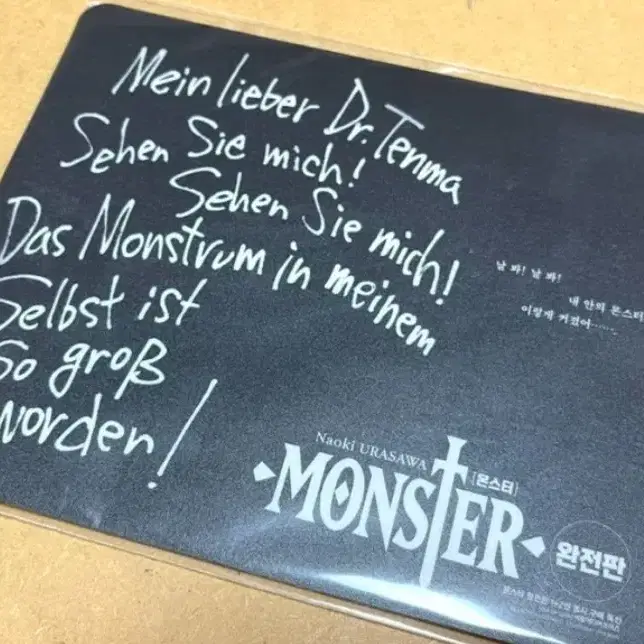 Mein lieber Dr. Tenma
Sehen Sie mich!
Sehen Sie mich!
Das Monstrum in meinem
Selbst ist
So groß
worden!
날 봐! 날 봐!
내 안의 몬스터
이렇게 커졌어……
Naoki URASAWA
MONSTER
[몬스터]
완전판